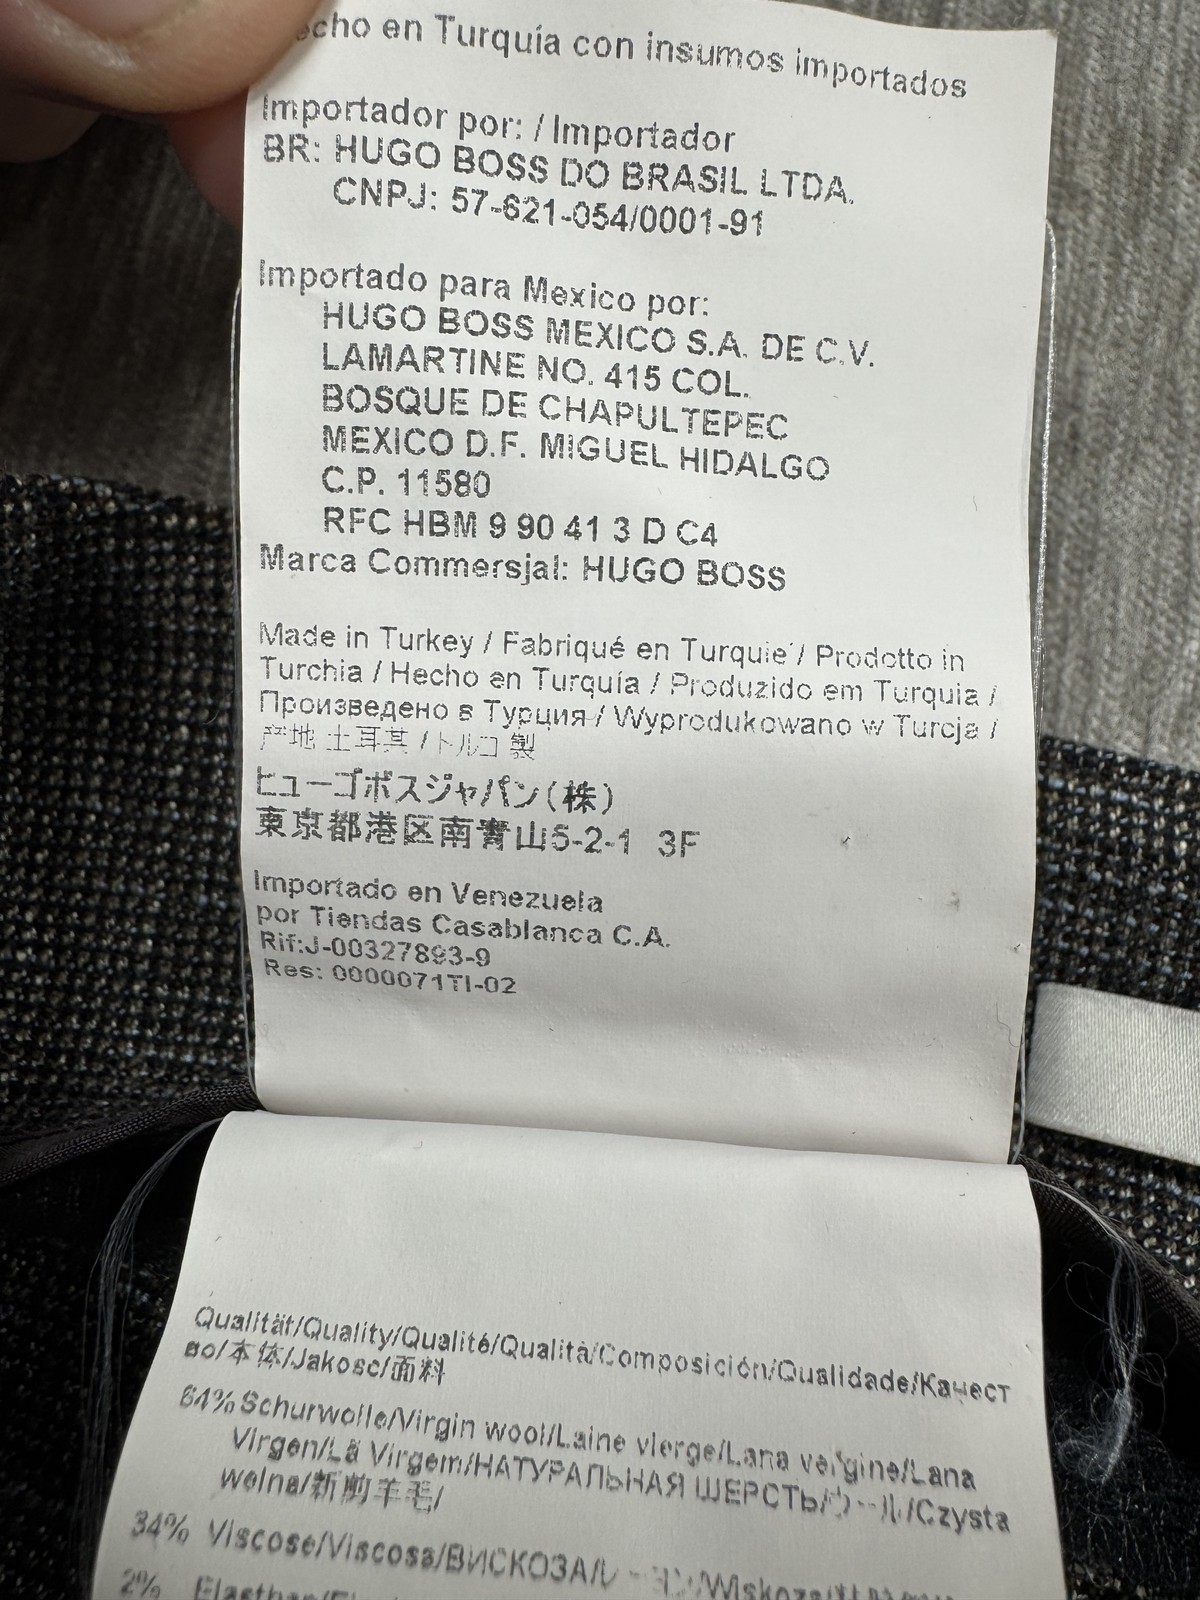 echo en Turquía con insumos importados
Importador por: / Importador
BR: HUGO BOSS DO BRASIL LTDA.
CNPJ: 57-621-054/0001-91
Importado para Mexico por:
HUGO BOSS MEXICO S.A. DE C.V.
LAMARTINE NO. 415 COL.
BOSQUE DE CHAPULTEPEC
MEXICO D.F. MIGUEL HIDALGO
C.P. 11580
RFC HBM 9 90 41 3 D C4
Marca Commersjal: HUGO BOSS
Made in Turkey / Fabriqué en Turquie / Prodotto in
Turchia / Hecho en Turquía / Produzido em Turquia /
Произведено в Турция / Wyprodukowano w Turcja /
产地 土耳其 / トルコ 製
ヒューゴボスジャパン(株)
東京都港区南青山5-2-1 3F
Importado en Venezuela
por Tiendas Casablanca C.A.
Rif:J-00327893-9
Res: 0000071TI-02
Qualität/Quality/Qualité/Qualità/Composición/Qualidade/Качест
во/本体/Jakosc/面料
64% Schurwolle/Virgin wool/Laine vierge/Lana vergine/Lana
Virgen/Lã Virgem/НАТУРАЛЬНАЯ ШЕРСТЬ/ウール/Czysta
welna/新剪羊毛/
34% Viscose/Viscosa/ВИСКОЗА/レーヨン/Wiskoza/
2% Elasthan/